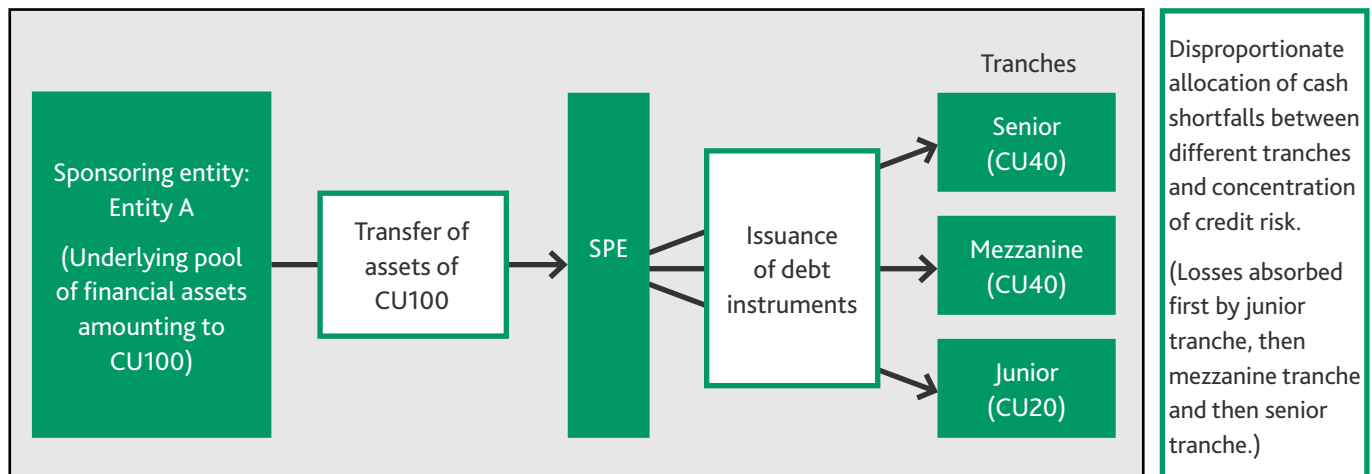 Sponsoring entity:
Entity A
(Underlying pool
of financial assets
amounting to
CU100)
Transfer of
assets of
CU100
SPE
Issuance
of debt
instruments
Tranches
Senior
(CU40)
Mezzanine
(CU40)
Junior
(CU20)
Disproportionate
allocation of cash
shortfalls between
different tranches
and concentration
of credit risk.
(Losses absorbed
first by junior
tranche, then
mezzanine tranche
and then senior
tranche.)